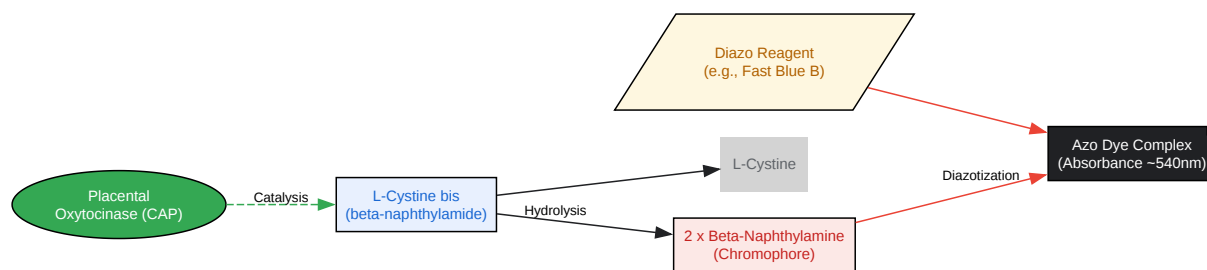 Placental
Oxytocinase (CAP)
Catalysis
L-Cystine bis
(beta-naphthylamide)
Hydrolysis
Diazo Reagent
(e.g., Fast Blue B)
L-Cystine
2 x Beta-Naphthylamine
(Chromophore)
Diazotization
Azo Dye Complex
(Absorbance ~540nm)